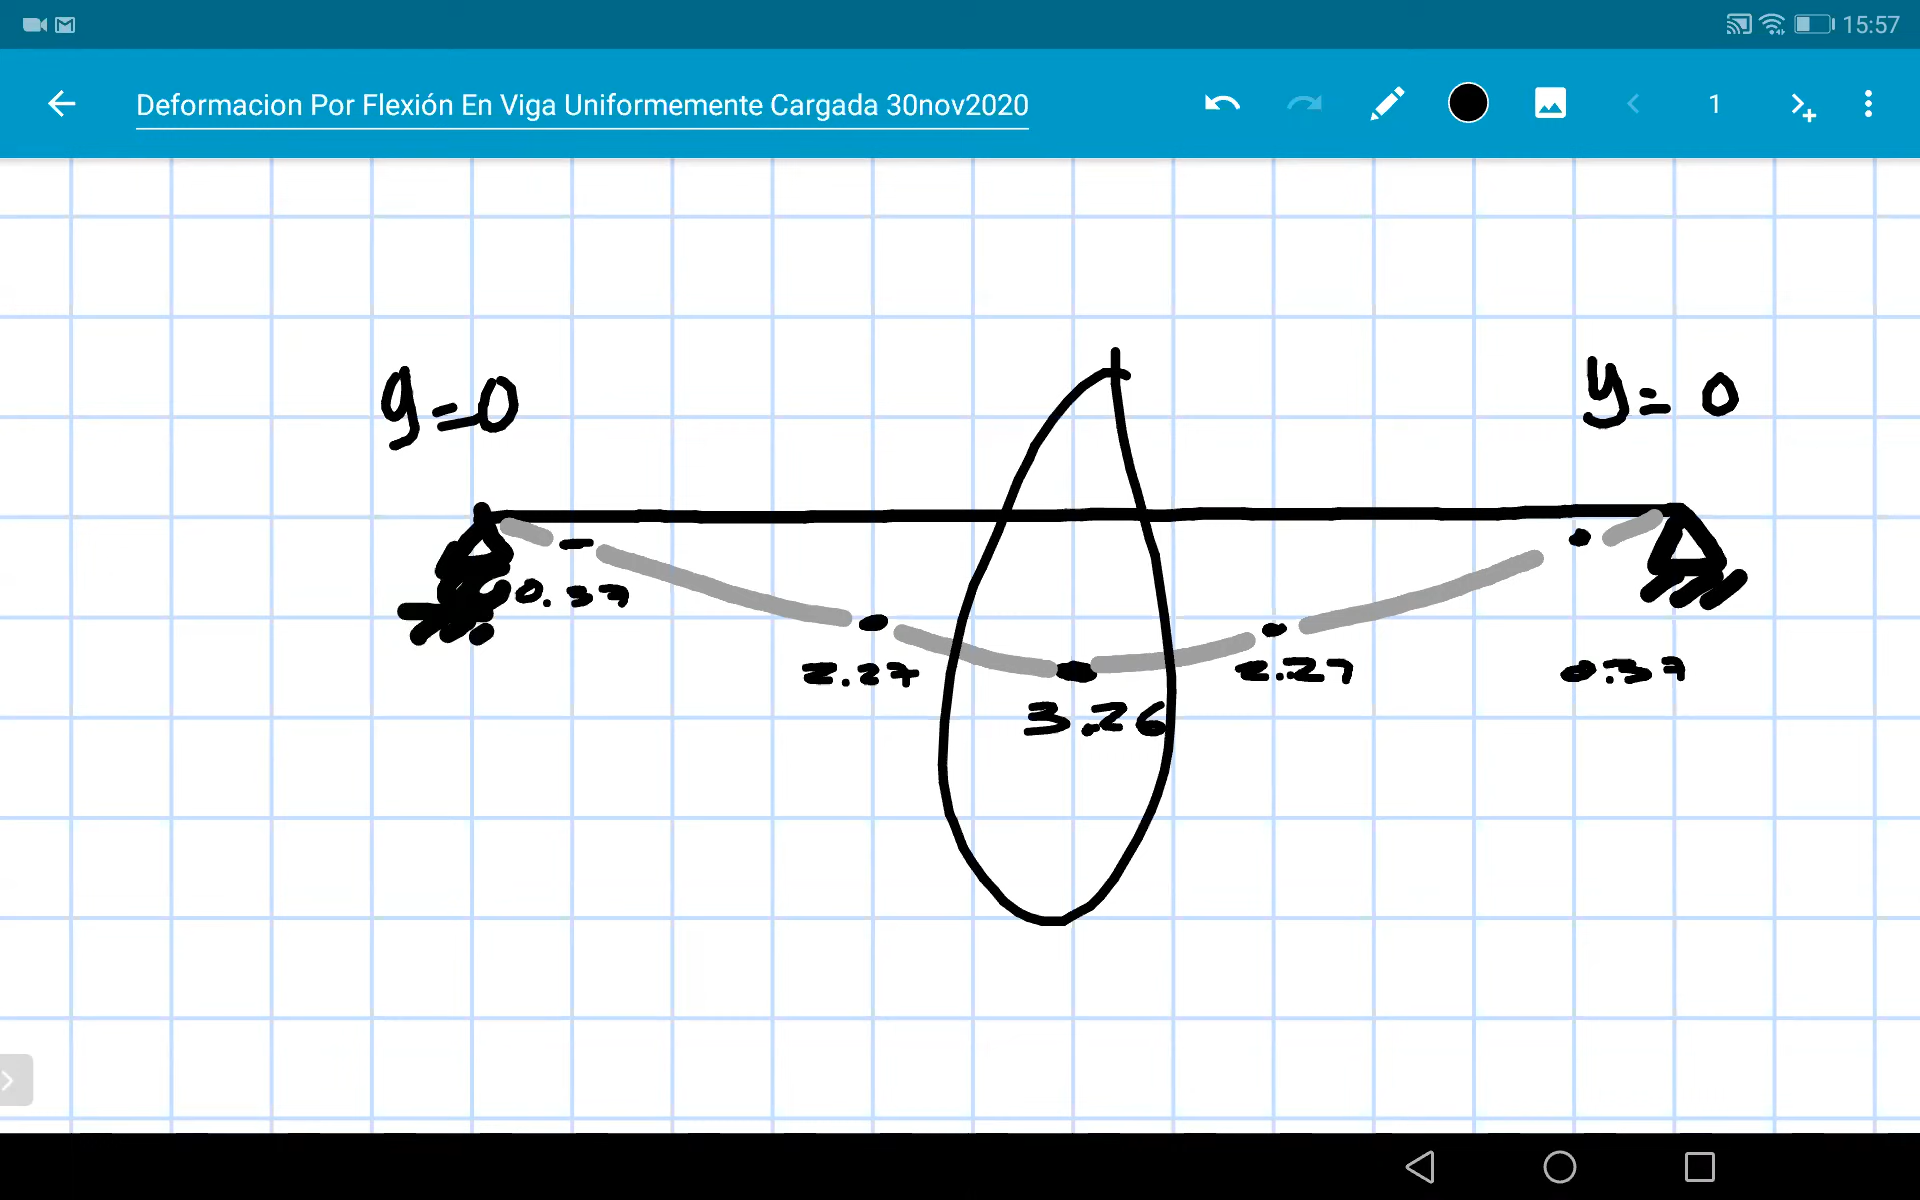 15:57
Deformacion Por Flexión En Viga Uniformemente Cargada 30nov2020
1
y=0
y=0
0.37
2.27
3.26
2.27
0.37